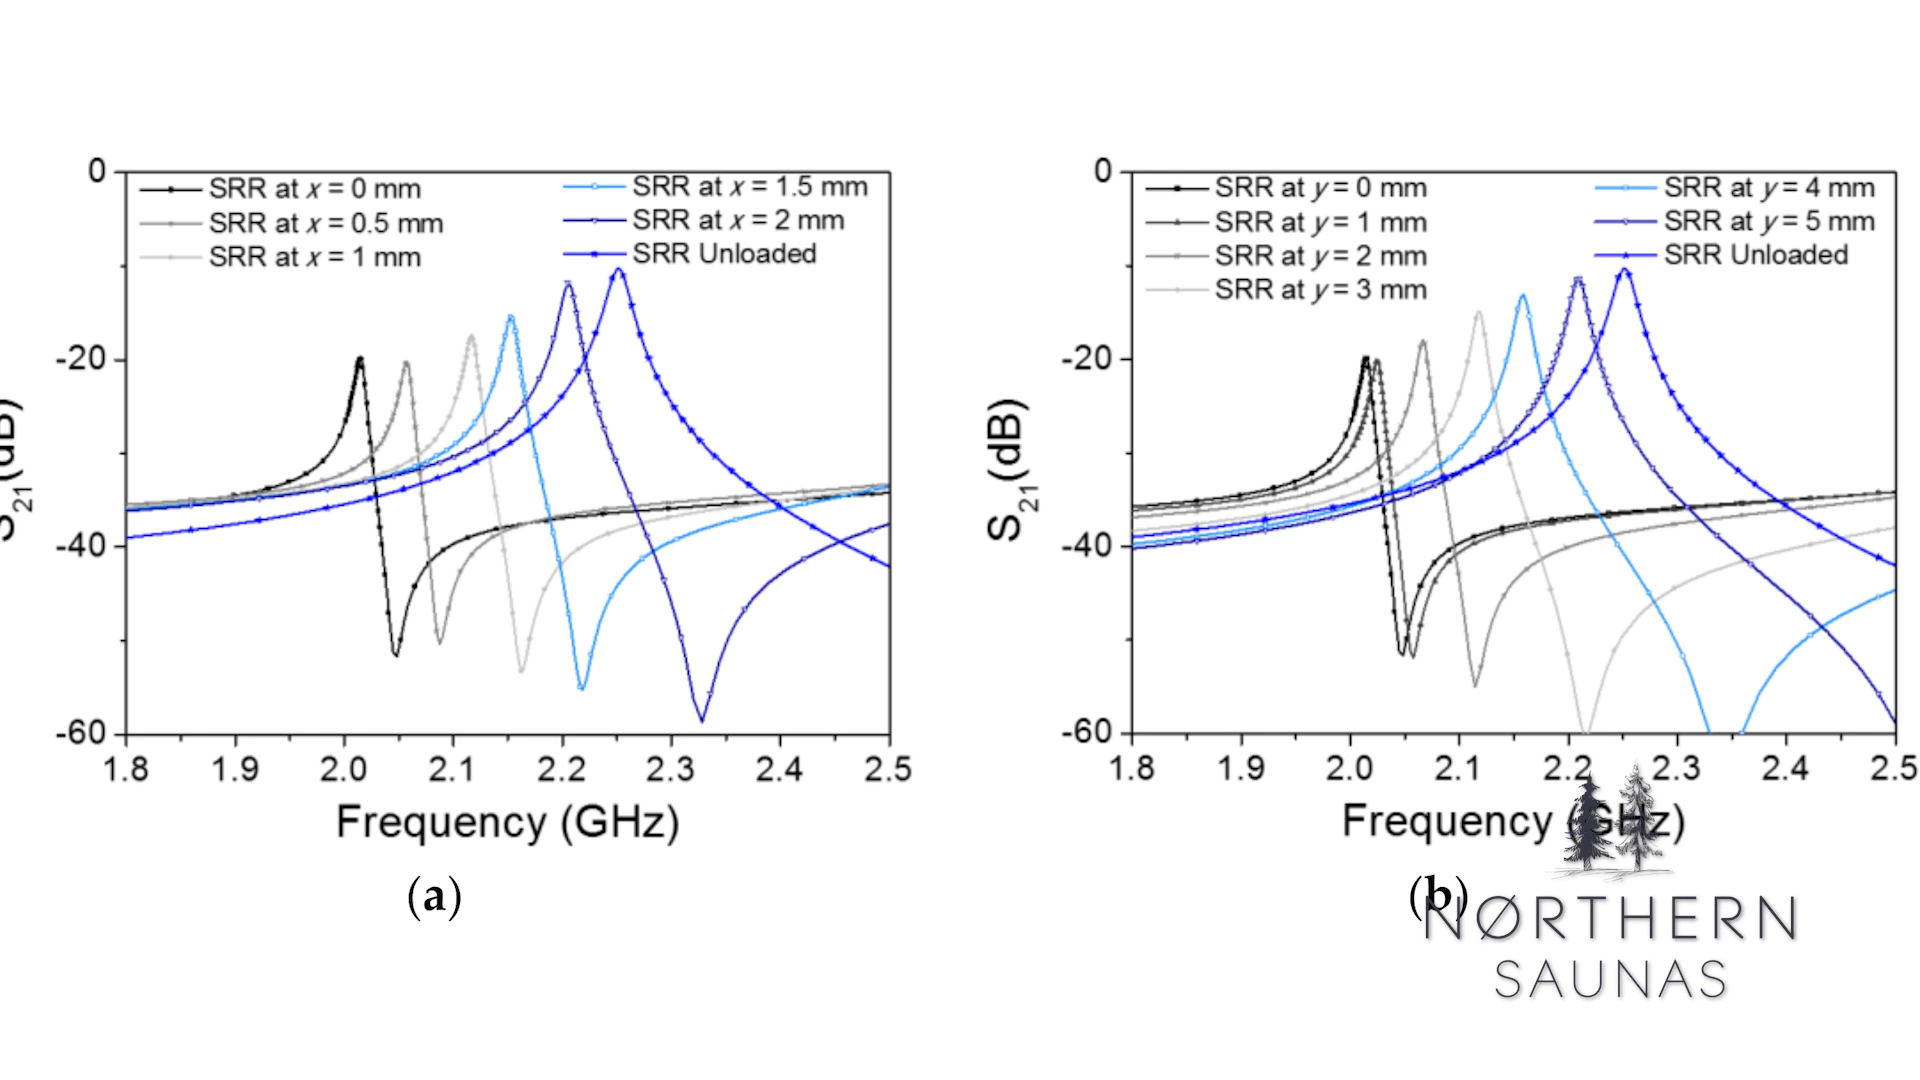 0
-20
-40
-60
S21(dB)
SRR at x = 0 mm
SRR at x = 0.5 mm
SRR at x = 1 mm
SRR at x = 1.5 mm
SRR at x = 2 mm
SRR Unloaded
1.8 1.9 2.0 2.1 2.2 2.3 2.4 2.5
Frequency (GHz)
(a)
0
-20
-40
-60
S21(dB)
SRR at y = 0 mm
SRR at y = 1 mm
SRR at y = 2 mm
SRR at y = 3 mm
SRR at y = 4 mm
SRR at y = 5 mm
SRR Unloaded
1.8 1.9 2.0 2.1 2.2 2.3 2.4 2.5
Frequency (GHz)
(b)
NØRTHERN
SAUNAS